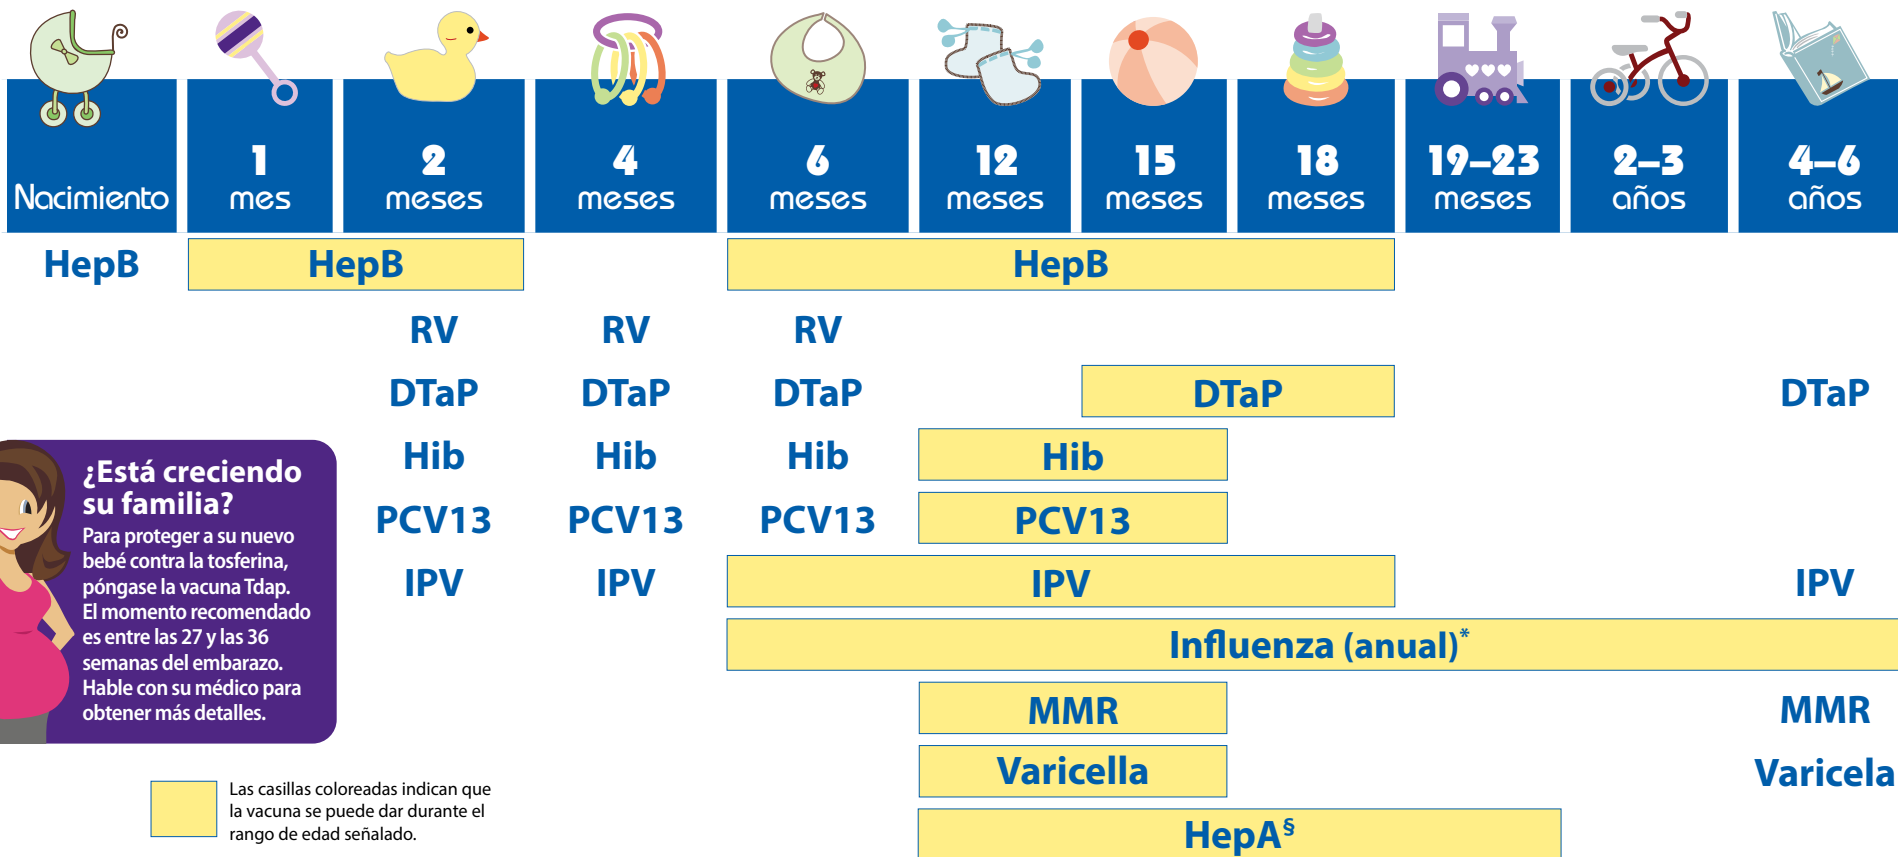 Nacimiento
1 mes
2 meses
4 meses
6 meses
12 meses
15 meses
18 meses
19–23 meses
2–3 años
4–6 años
HepB HepB HepB
RV RV RV
DTaP DTaP DTaP DTaP DTaP
Hib Hib Hib Hib
PCV13 PCV13 PCV13 PCV13
IPV IPV IPV IPV
Influenza (anual)*
MMR MMR
Varicella Varicela
HepA§
¿Está creciendo
su familia?
Para proteger a su nuevo
bebé contra la tosferina,
póngase la vacuna Tdap.
El momento recomendado
es entre las 27 y las 36
semanas del embarazo.
Hable con su médico para
obtener más detalles.
Las casillas coloreadas indican que
la vacuna se puede dar durante el
rango de edad señalado.